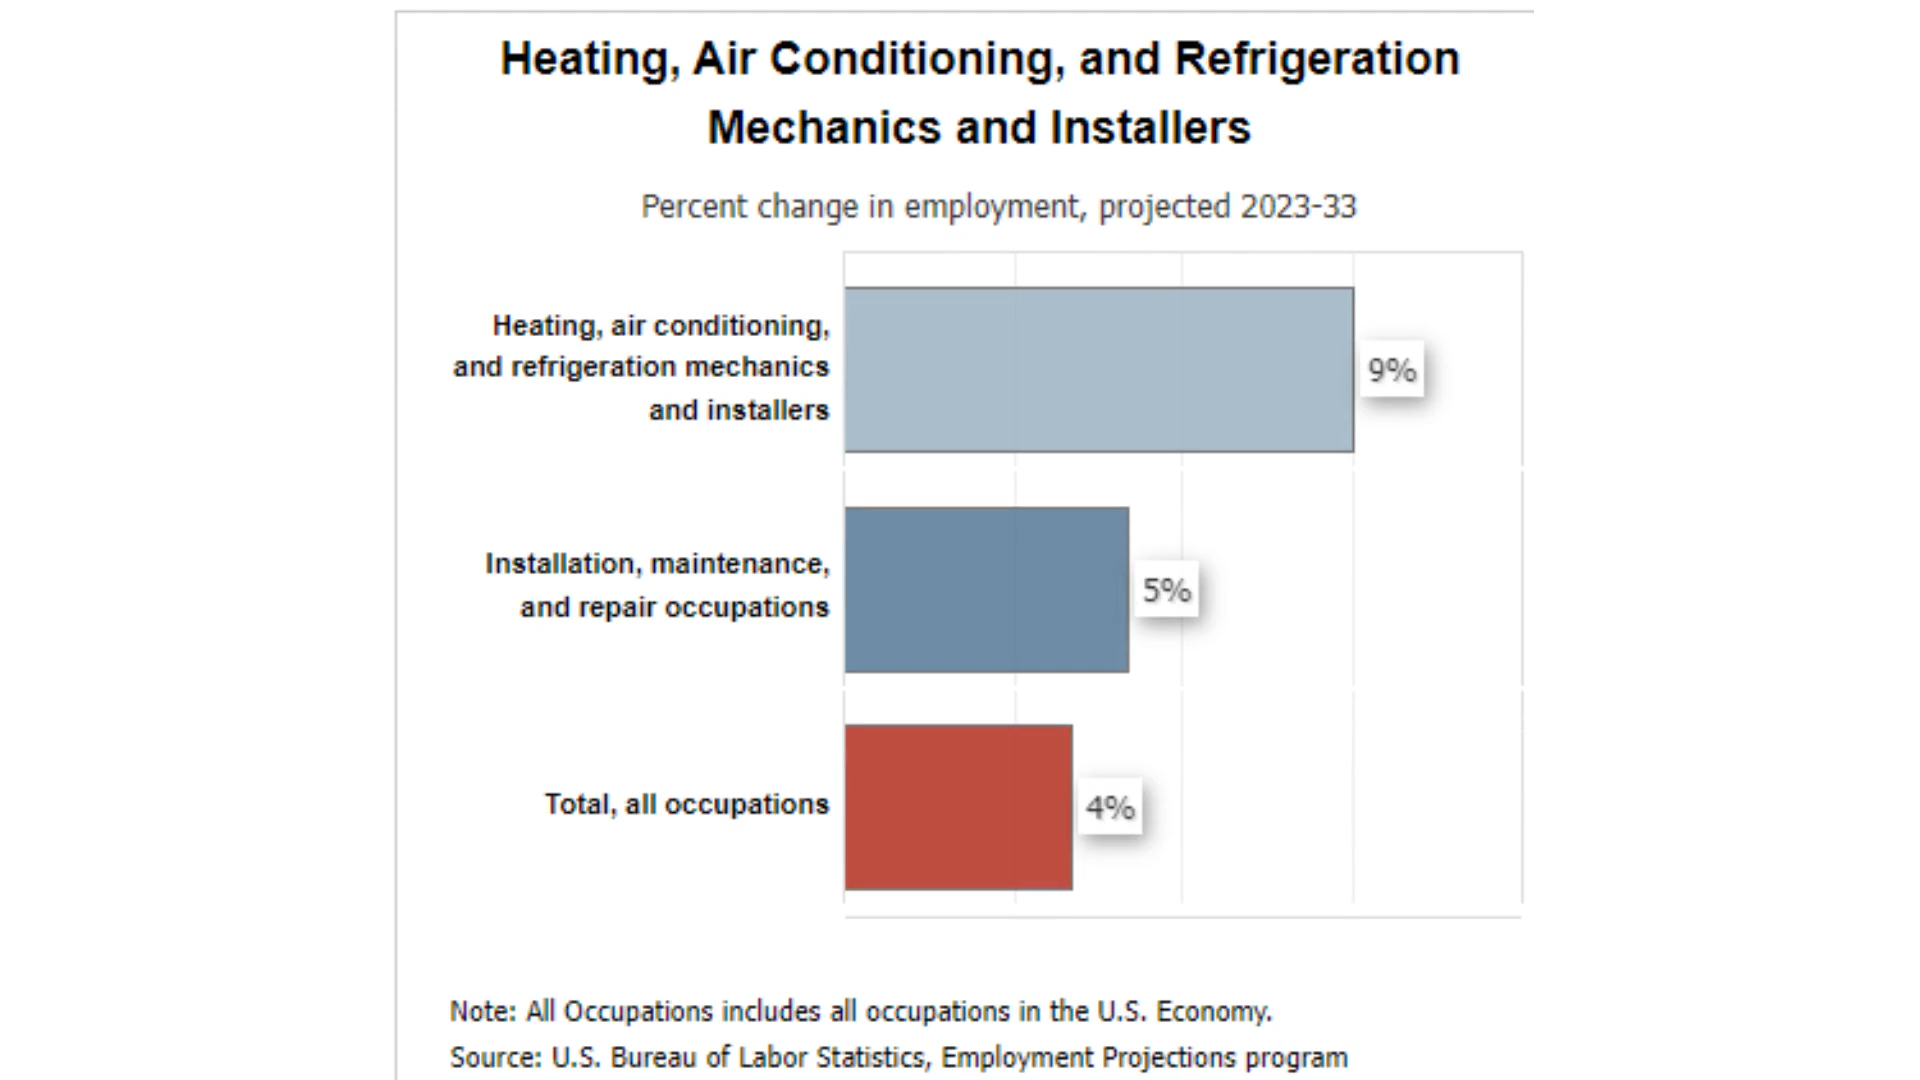 Heating, Air Conditioning, and Refrigeration
Mechanics and Installers
Percent change in employment, projected 2023-33
Heating, air conditioning,
and refrigeration mechanics
and installers
9%
Installation, maintenance,
and repair occupations
5%
Total, all occupations
4%
Note: All Occupations includes all occupations in the U.S. Economy.
Source: U.S. Bureau of Labor Statistics, Employment Projections program